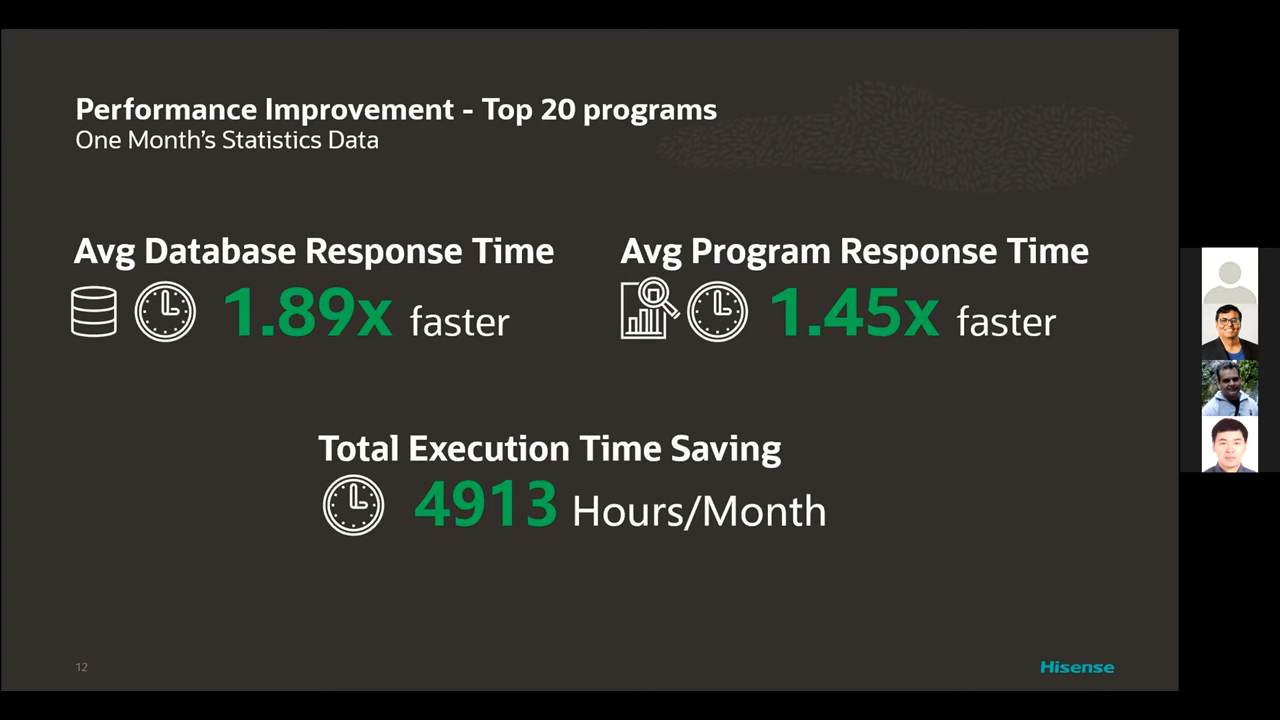 Performance Improvement - Top 20 programs
One Month's Statistics Data
Avg Database Response Time
1.89x faster
Avg Program Response Time
1.45x faster
Total Execution Time Saving
4913 Hours/Month
12
Hisense